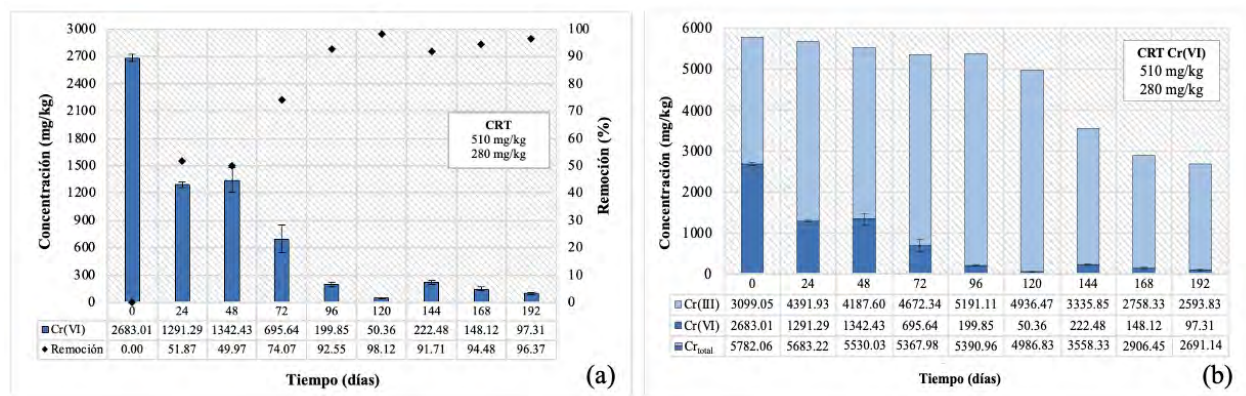 3000
2700
2400
2100
1800
1500
1200
900
600
300
0
Concentración (mg/kg)
100
90
80
70
60
50
40
30
20
10
0
Remoción (%)
CRT
510 mg/kg
280 mg/kg
0 24 48 72 96 120 144 168 192
Cr(VI) 2683.01 1291.29 1342.43 695.64 199.85 50.36 222.48 148.12 97.31
Remoción 0.00 51.87 49.97 74.07 92.55 98.12 91.71 94.48 96.37
Tiempo (días)
(a)
6000
5000
4000
3000
2000
1000
0
Concentración (mg/kg)
CRT Cr(VI)
510 mg/kg
280 mg/kg
0 24 48 72 96 120 144 168 192
Cr(III) 3099.05 4391.93 4187.60 4672.34 5191.11 4936.47 3335.85 2758.33 2593.83
Cr(VI) 2683.01 1291.29 1342.43 695.64 199.85 50.36 222.48 148.12 97.31
Crtotal 5782.06 5683.22 5530.03 5367.98 5390.96 4986.83 3558.33 2906.45 2691.14
Tiempo (días)
(b)